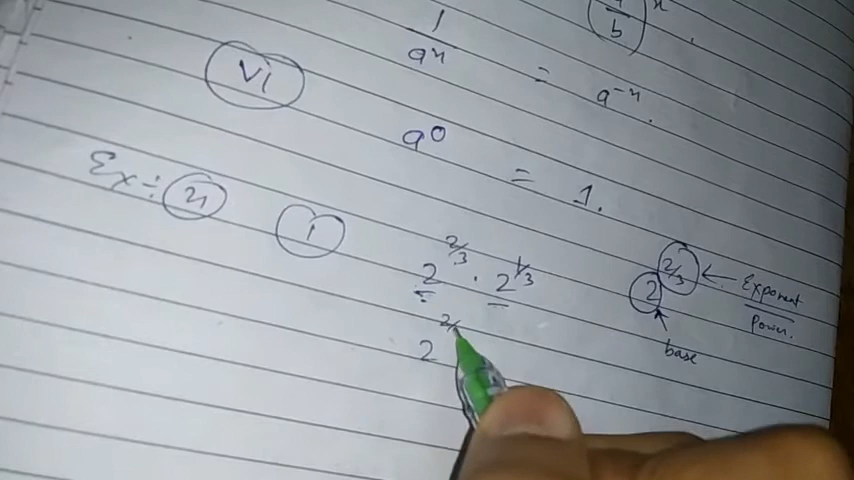 1/aⁿ = a⁻ⁿ.
b)ˣ.
VI a⁰ = 1.
Ex÷ 21 1 2^2/3 · 2^1/3
2^2/3 ← Exponent
Power.
base
2^2/